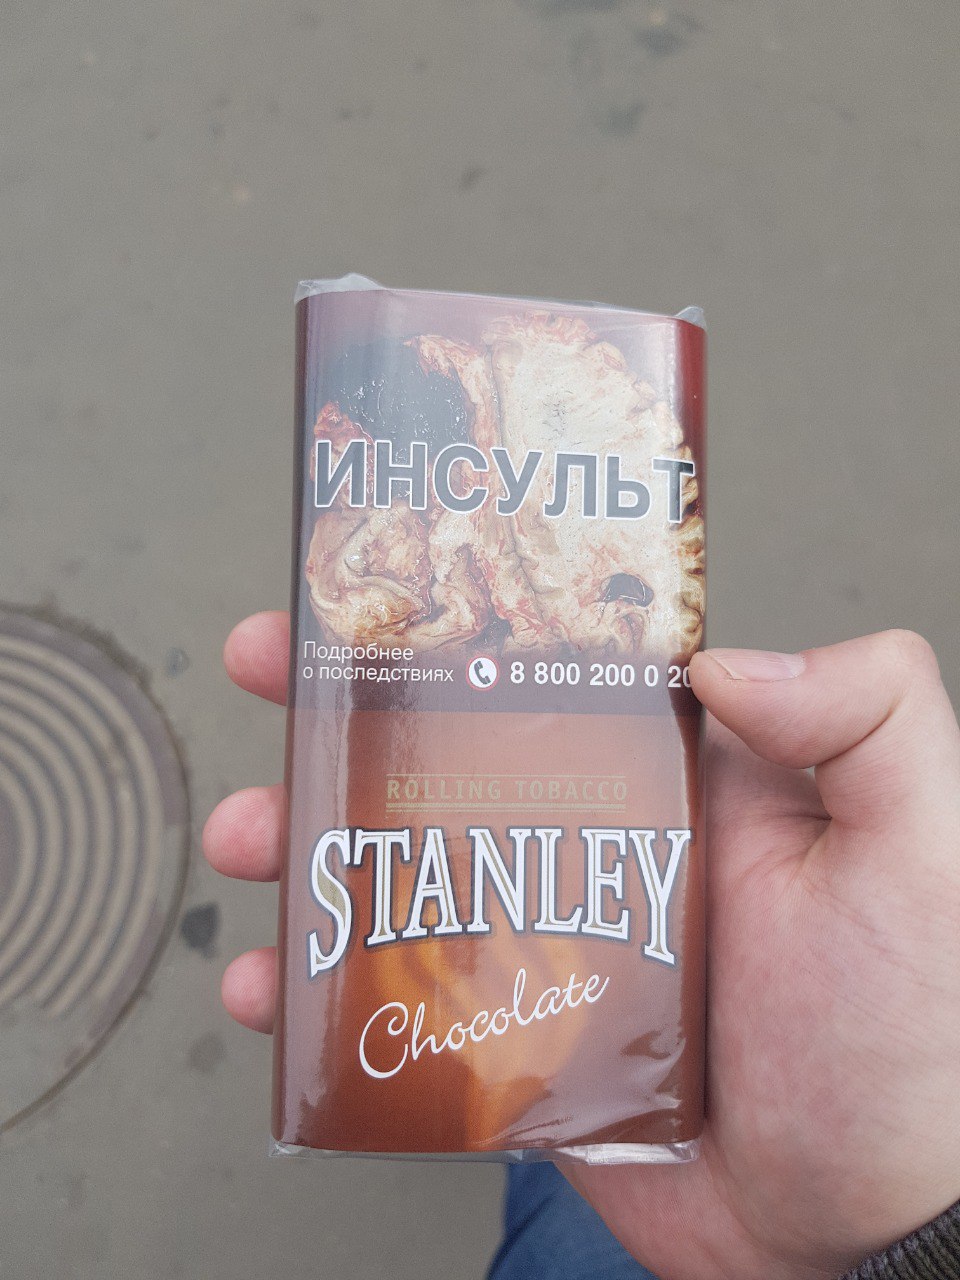 ИНСУЛЬТ
Подробнее
о последствиях 8 800 200 0 20
ROLLING TOBACCO
STANLEY
Chocolate